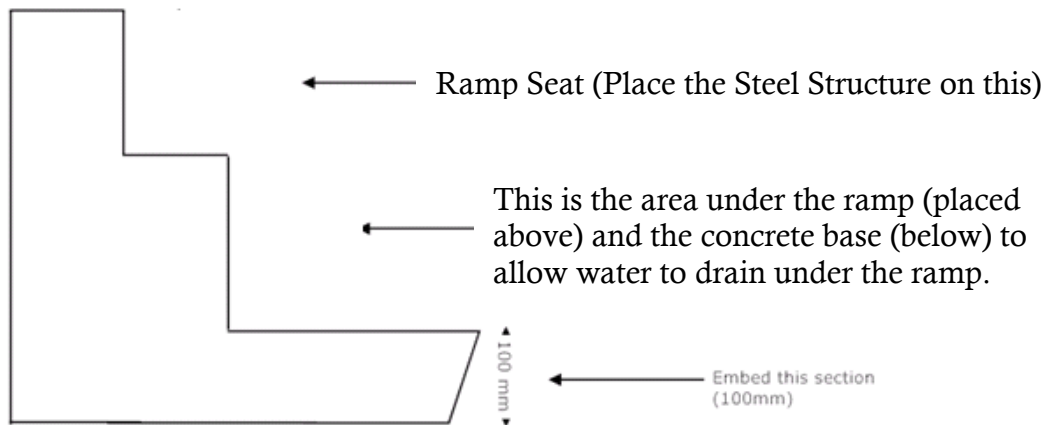 Ramp Seat (Place the Steel Structure on this)
This is the area under the ramp (placed
above) and the concrete base (below) to
allow water to drain under the ramp.
100 mm
Embed this section
(100mm)